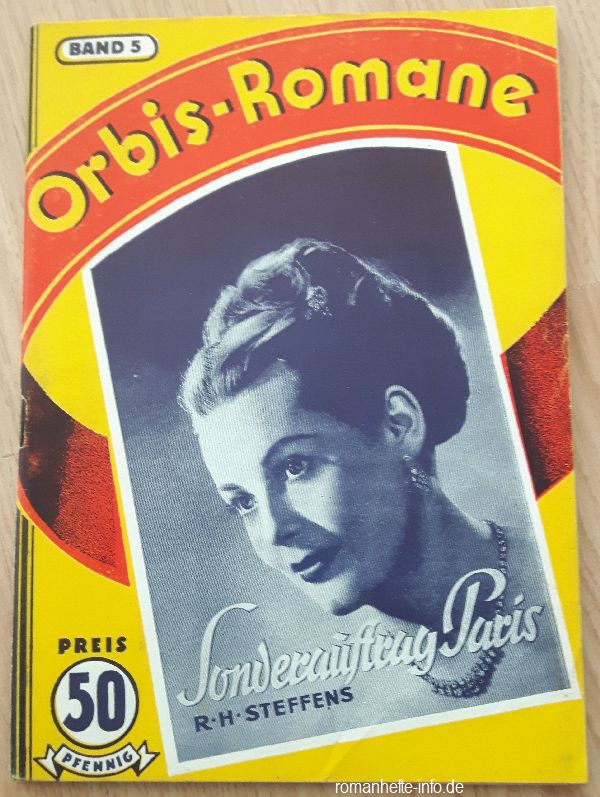 BAND 5
Orbis-Romane
Sonderauftrag Paris
R·H·STEFFENS
PREIS
50
PFENNIG
romanhefte-info.de